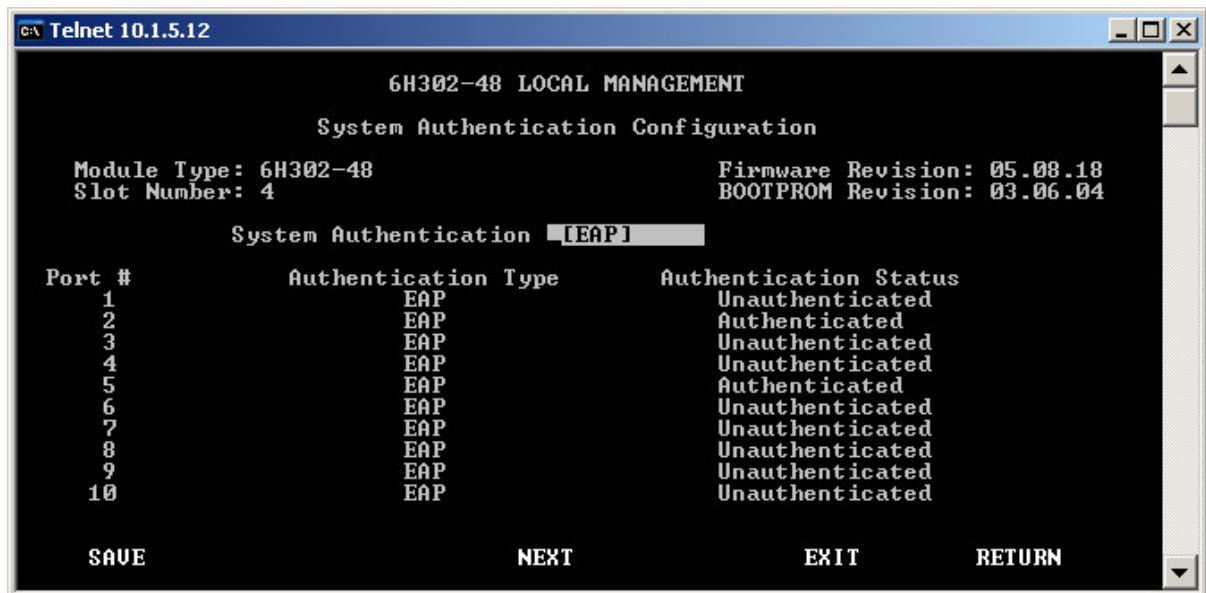 Telnet 10.1.5.12
6H302-48 LOCAL MANAGEMENT
System Authentication Configuration
Module Type: 6H302-48 Firmware Revision: 05.08.18
Slot Number: 4 BOOTPROM Revision: 03.06.04
System Authentication [EAP]
Port # Authentication Type Authentication Status
1 EAP Unauthenticated
2 EAP Authenticated
3 EAP Unauthenticated
4 EAP Unauthenticated
5 EAP Authenticated
6 EAP Unauthenticated
7 EAP Unauthenticated
8 EAP Unauthenticated
9 EAP Unauthenticated
10 EAP Unauthenticated
SAVE NEXT EXIT RETURN